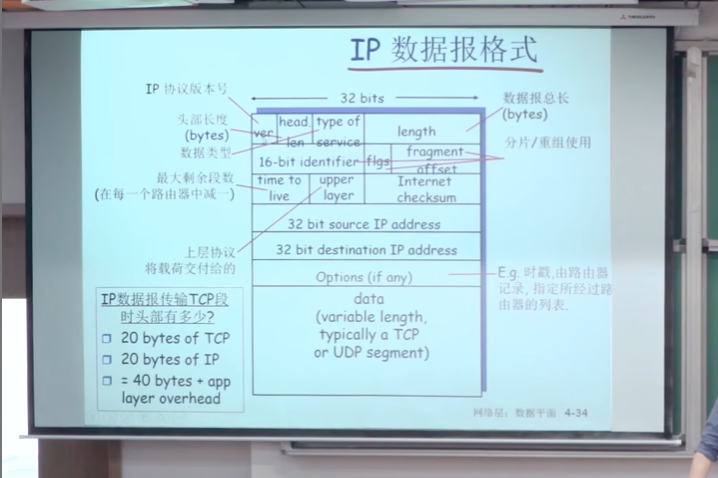 IP 数据报格式
IP 协议版本号
头部长度
(bytes)
数据类型
最大剩余段数
(在每一个路由器中减一)
上层协议
将载荷交付给的
32 bits
ver
head.
len
type of
service
length
16-bit identifier
flgs
fragment
offset
time to
live
upper
layer
Internet
checksum
32 bit source IP address
32 bit destination IP address
Options (if any)
data
(variable length,
typically a TCP
or UDP segment)
数据报总长
(bytes)
分片/重组使用
E.g. 时戳,由路由器
记录, 指定所经过路
由器的列表.
IP数据报传输TCP段
时头部有多少?
20 bytes of TCP
20 bytes of IP
= 40 bytes + app
layer overhead
网络层: 数据平面 4-34